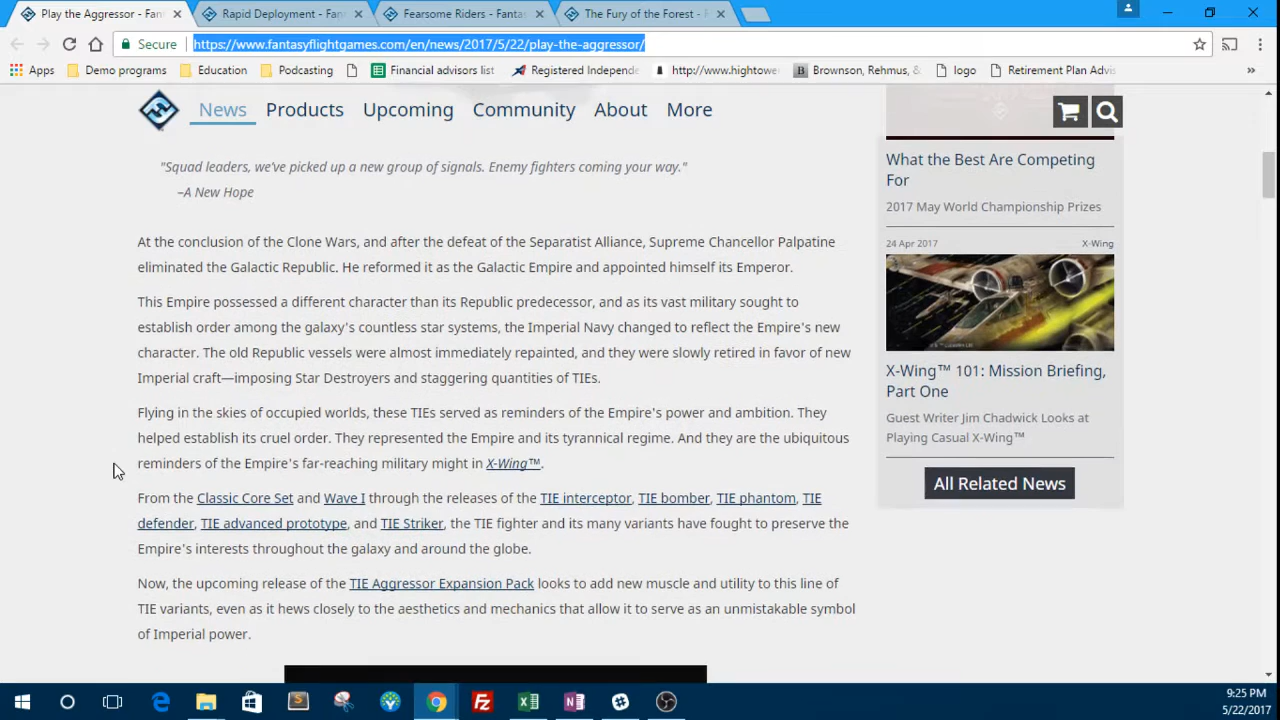 Play the Aggressor - Fan
Rapid Deployment - Fant
Fearsome Riders - Fantas
The Fury of the Forest -
Secure
https://www.fantasyflightgames.com/en/news/2017/5/22/play-the-aggressor/
Apps Demo programs Education Podcasting Financial advisors list Registered Independe http://www.hightowe Brownson, Rehmus, & logo Retirement Plan Advis
News Products Upcoming Community About More
"Squad leaders, we've picked up a new group of signals. Enemy fighters coming your way."
–A New Hope
At the conclusion of the Clone Wars, and after the defeat of the Separatist Alliance, Supreme Chancellor Palpatine
eliminated the Galactic Republic. He reformed it as the Galactic Empire and appointed himself its Emperor.
This Empire possessed a different character than its Republic predecessor, and as its vast military sought to
establish order among the galaxy's countless star systems, the Imperial Navy changed to reflect the Empire's new
character. The old Republic vessels were almost immediately repainted, and they were slowly retired in favor of new
Imperial craft—imposing Star Destroyers and staggering quantities of TIEs.
Flying in the skies of occupied worlds, these TIEs served as reminders of the Empire's power and ambition. They
helped establish its cruel order. They represented the Empire and its tyrannical regime. And they are the ubiquitous
reminders of the Empire's far-reaching military might in X-Wing™.
From the Classic Core Set and Wave I through the releases of the TIE interceptor, TIE bomber, TIE phantom, TIE
defender, TIE advanced prototype, and TIE Striker, the TIE fighter and its many variants have fought to preserve the
Empire's interests throughout the galaxy and around the globe.
Now, the upcoming release of the TIE Aggressor Expansion Pack looks to add new muscle and utility to this line of
TIE variants, even as it hews closely to the aesthetics and mechanics that allow it to serve as an unmistakable symbol
of Imperial power.
What the Best Are Competing
For
2017 May World Championship Prizes
24 Apr 2017 X-Wing
X-Wing™ 101: Mission Briefing,
Part One
Guest Writer Jim Chadwick Looks at
Playing Casual X-Wing™
All Related News
9:25 PM
5/22/2017